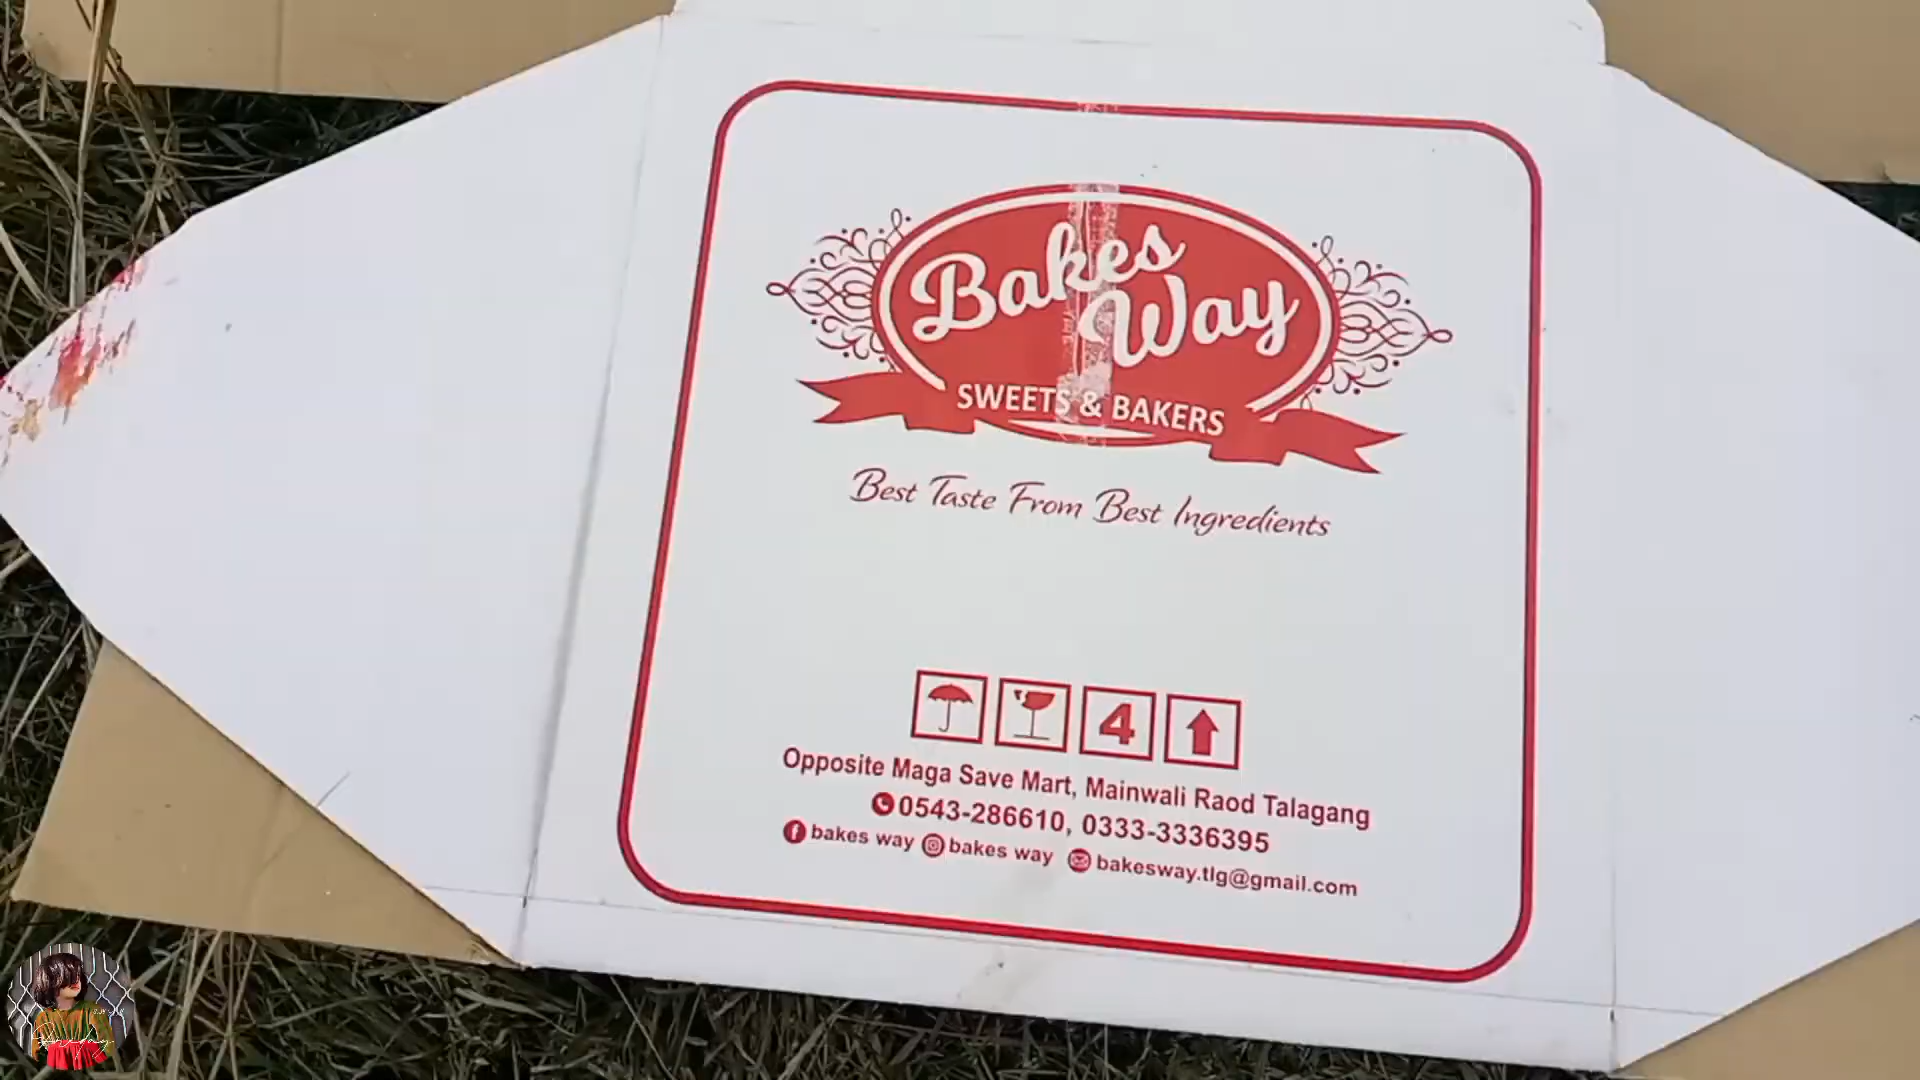 Bakes
Way
SWEETS & BAKERS
Best Taste From Best Ingredients
4
Opposite Maga Save Mart, Mainwali Raod Talagang
0543-286610, 0333-3336395
bakes way bakes way bakesway.tlg@gmail.com